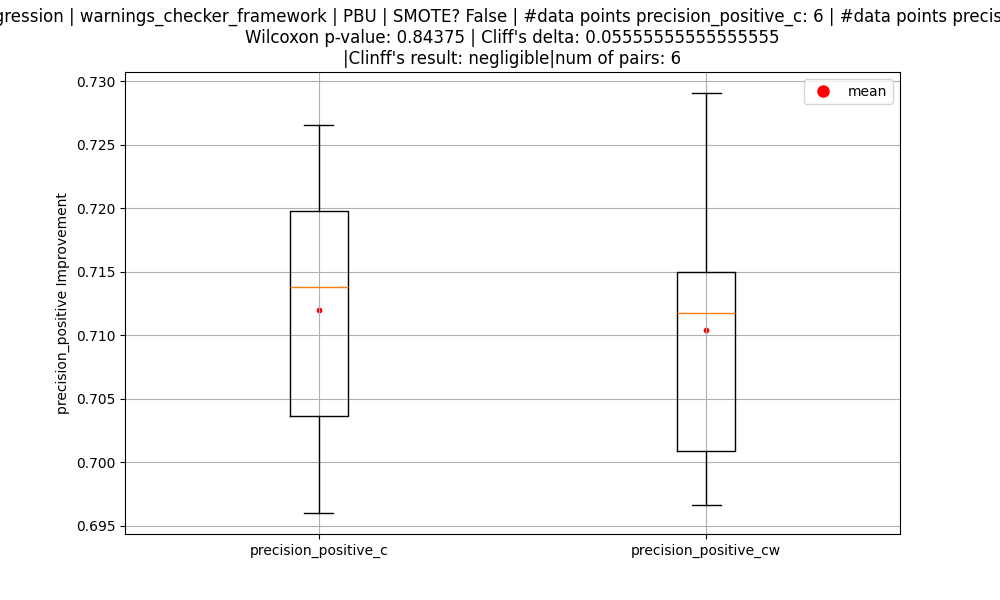 | warnings_checker_framework | PBU | SMOTE? False | #data points precision_positive_c: 6 | #data points
Wilcoxon p-value: 0.84375 | Cliff's delta: 0.05555555555555555
|Clinff's result: negligible|num of pairs: 6
0.730
mean
0.725
0.720
0.715
0.710
0.705
0.700
0.695
precision_positive Improvement
precision_positive_c
precision_positive_cw